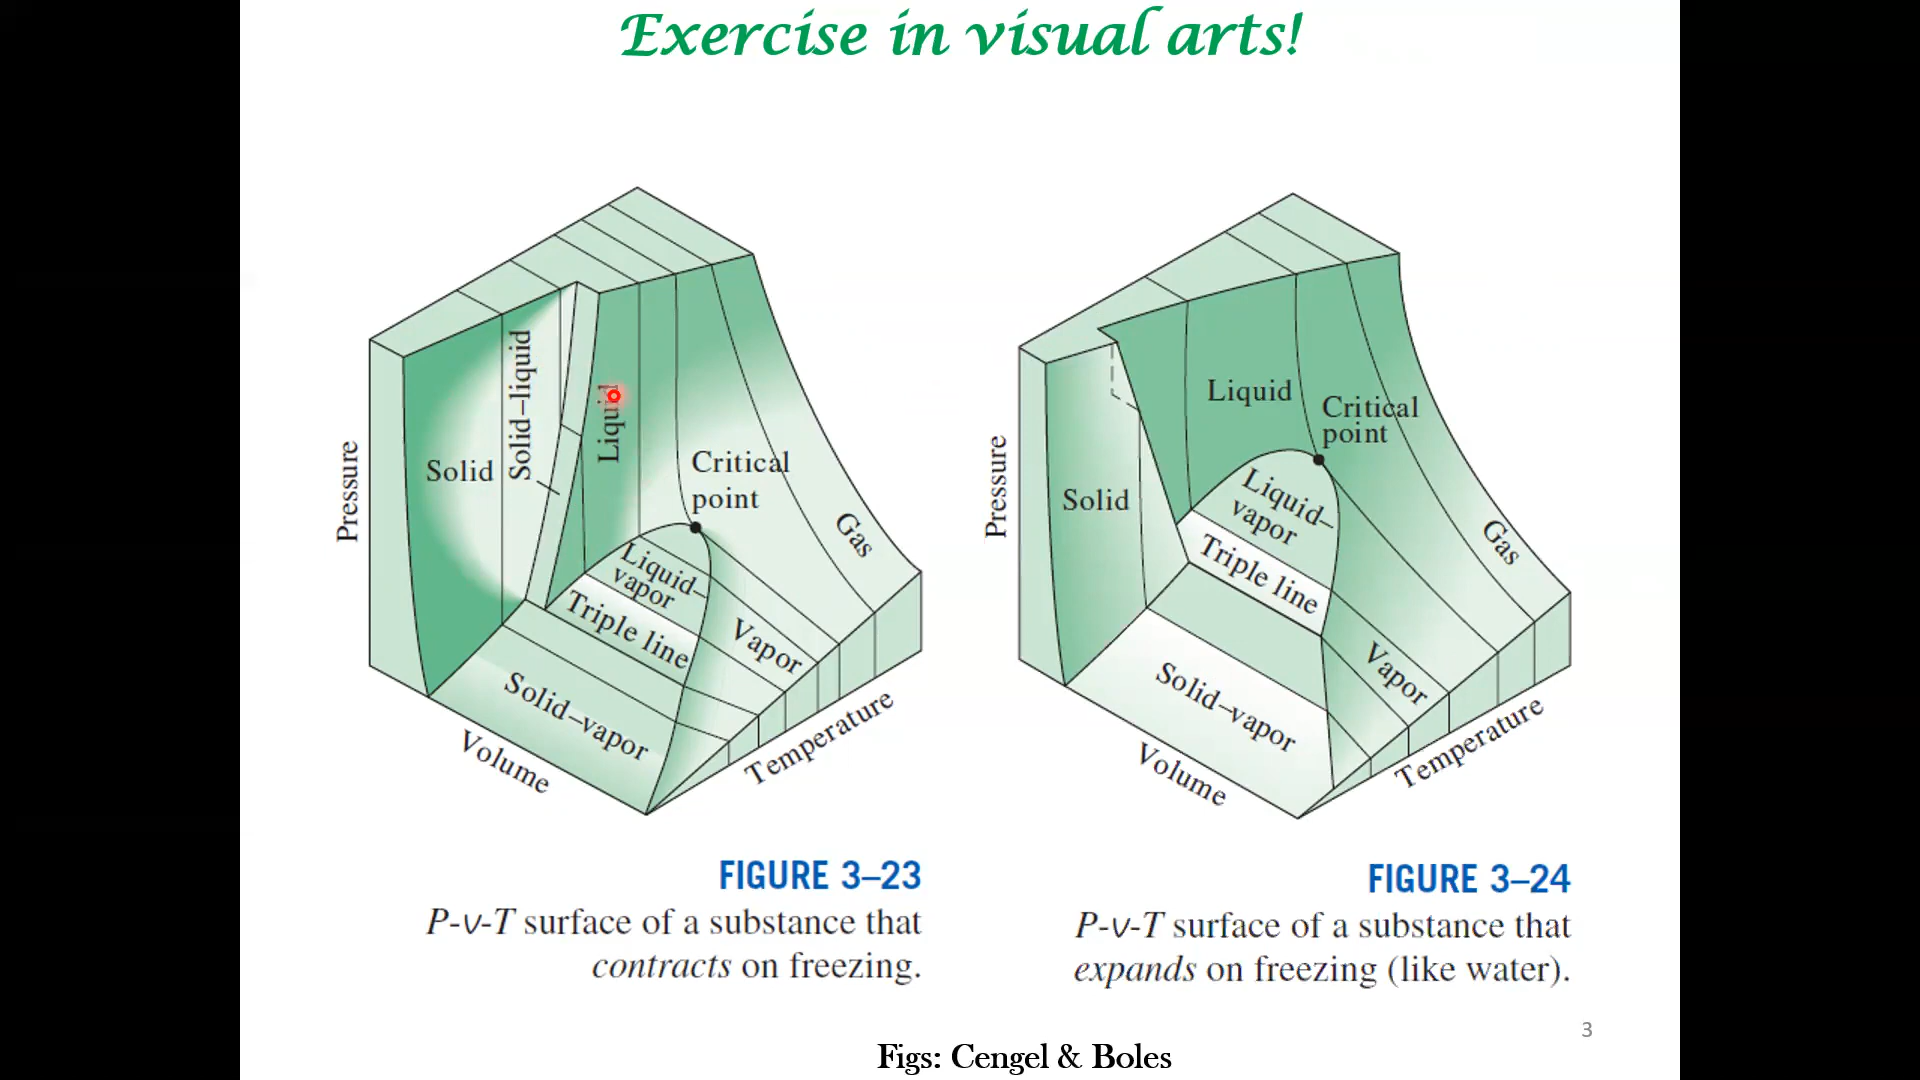 Exercise in visual arts!
Pressure
Solid
Solid–liquid
Liquid
Critical
point
Gas
Liquid–
vapor
Triple line
Vapor
Solid–vapor
Volume
Temperature
FIGURE 3–23
P-v-T surface of a substance that
contracts on freezing.
Pressure
Solid
Liquid
Critical
point
Gas
Liquid–
vapor
Triple line
Vapor
Solid–vapor
Volume
Temperature
FIGURE 3–24
P-v-T surface of a substance that
expands on freezing (like water).
3
Figs: Cengel & Boles